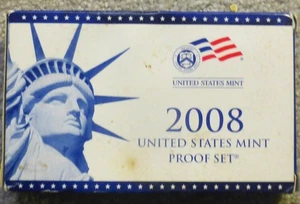 UNITED STATES MINT
2008
UNITED STATES MINT
PROOF SET®